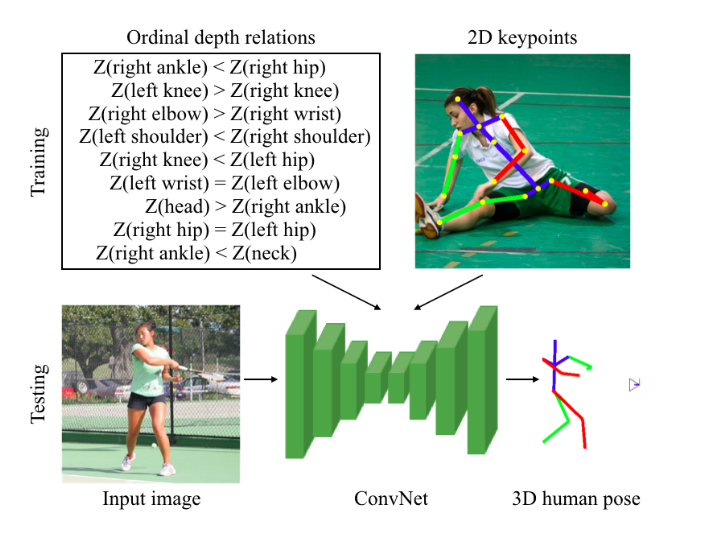 Ordinal depth relations
2D keypoints
Training
Z(right ankle) < Z(right hip)
Z(left knee) > Z(right knee)
Z(right elbow) > Z(right wrist)
Z(left shoulder) < Z(right shoulder)
Z(right knee) < Z(left hip)
Z(left wrist) = Z(left elbow)
Z(head) > Z(right ankle)
Z(right hip) = Z(left hip)
Z(right ankle) < Z(neck)
Testing
Input image
ConvNet
3D human pose